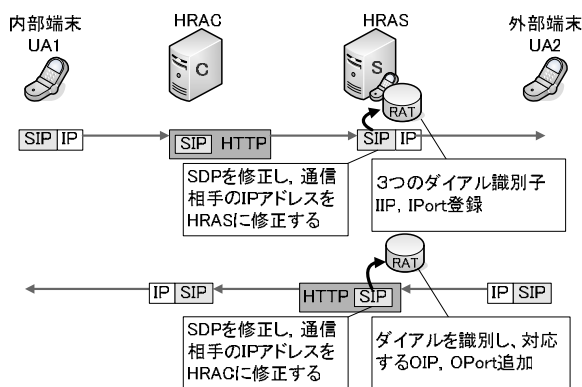 内部端末
UA1
HRAC
HRAS
外部端末
UA2
C
S
RAT
SIP IP
SIP HTTP
SIP IP
SDPを修正し，通信
相手のIPアドレスを
HRASに修正する
3つのダイアル識別子
IIP, IPort登録
RAT
IP SIP
HTTP SIP
IP SIP
SDPを修正し，通信
相手のIPアドレスを
HRACに修正する
ダイアルを識別し、対応
するOIP, OPort追加